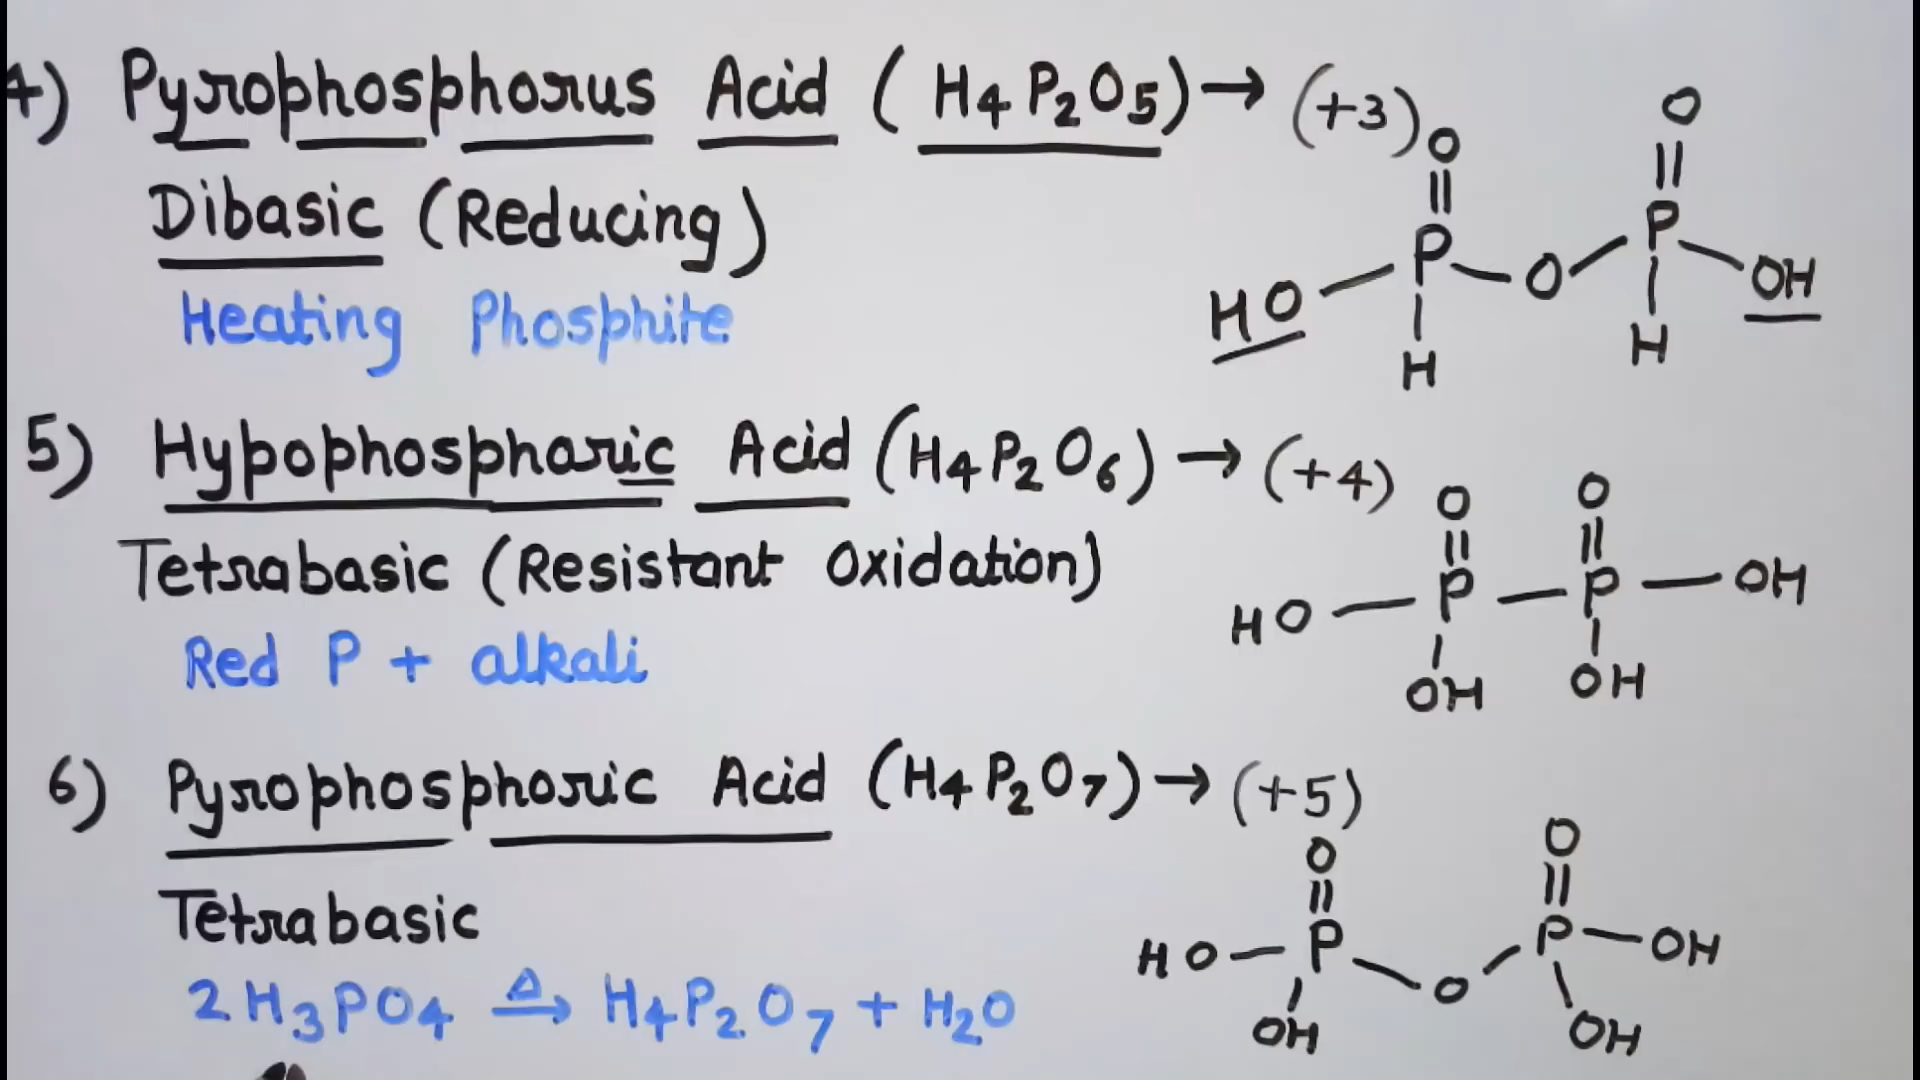 4) Pyrophosphorus Acid (H4P2O5) → (+3)
O O
|| ||
HO — P — O — P — OH
| |
H H
Dibasic (Reducing)
Heating Phosphite
5) Hypophosphoric Acid (H4P2O6) → (+4)
O O
|| ||
HO — P — P — OH
| |
OH OH
Tetrabasic (Resistant Oxidation)
Red P + alkali
6) Pyrophosphoric Acid (H4P2O7) → (+5)
O O
|| ||
HO — P — O — P — OH
| |
OH OH
Tetrabasic
2H3PO4 Δ→ H4P2O7 + H2O